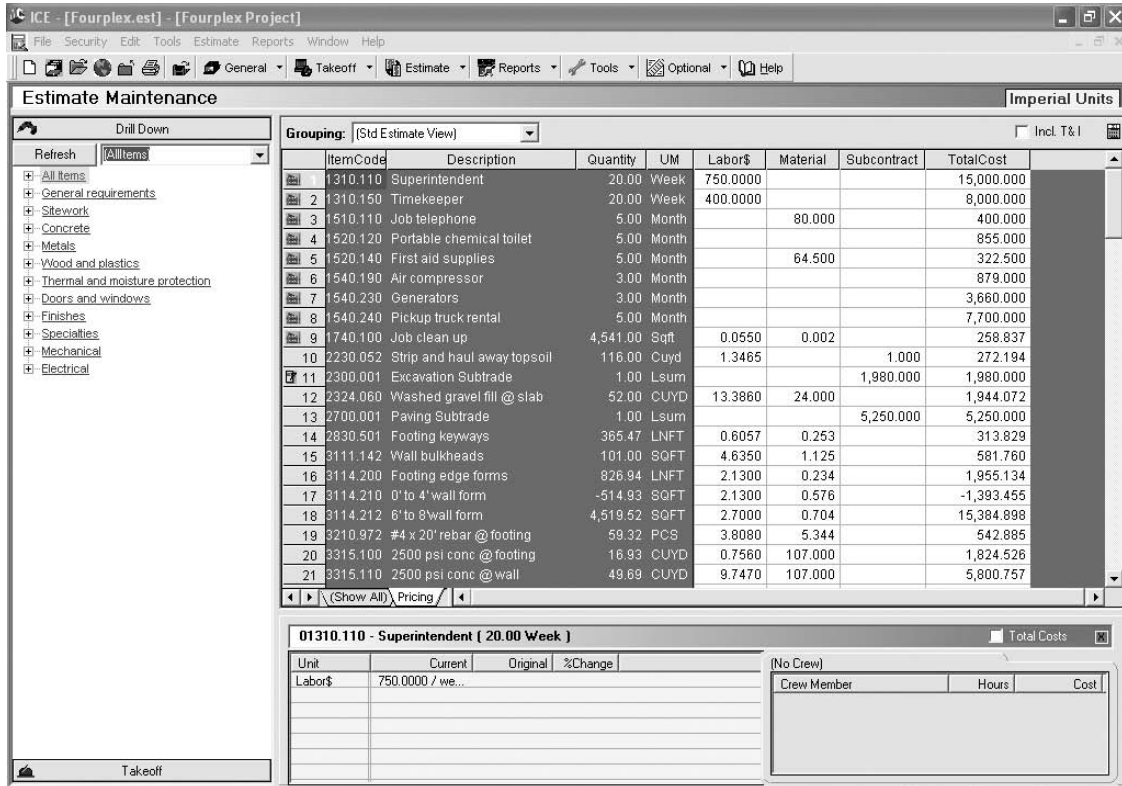 ICE - [Fourplex.est] - [Fourplex Project]
File Security Edit Tools Estimate Reports Window Help
General Takeoff Estimate Reports Tools Optional Help
Estimate Maintenance Imperial Units
Drill Down
Refresh (AllItems)
All Items
General requirements
Sitework
Concrete
Metals
Wood and plastics
Thermal and moisture protection
Doors and windows
Finishes
Specialties
Mechanical
Electrical
Takeoff
Grouping: (Std Estimate View) Incl. T& I
ItemCode Description Quantity UM Labor$ Material Subcontract TotalCost
1 1310.110 Superintendent 20.00 Week 750.0000 15,000.000
2 1310.150 Timekeeper 20.00 Week 400.0000 8,000.000
3 1510.110 Job telephone 5.00 Month 80.000 400.000
4 1520.120 Portable chemical toilet 5.00 Month 855.000
5 1520.140 First aid supplies 5.00 Month 64.500 322.500
6 1540.190 Air compressor 3.00 Month 879.000
7 1540.230 Generators 3.00 Month 3,660.000
8 1540.240 Pickup truck rental 5.00 Month 7,700.000
9 1740.100 Job clean up 4,541.00 Sqft 0.0550 0.002 258.837
10 2230.052 Strip and haul away topsoil 116.00 Cuyd 1.3465 1.000 272.194
11 2300.001 Excavation Subtrade 1.00 Lsum 1,980.000 1,980.000
12 2324.060 Washed gravel fill @ slab 52.00 CUYD 13.3860 24.000 1,944.072
13 2700.001 Paving Subtrade 1.00 Lsum 5,250.000 5,250.000
14 2830.501 Footing keyways 365.47 LNFT 0.6057 0.253 313.829
15 3111.142 Wall bulkheads 101.00 SQFT 4.6350 1.125 581.760
16 3114.200 Footing edge forms 826.94 LNFT 2.1300 0.234 1,955.134
17 3114.210 0' to 4' wall form -514.93 SQFT 2.1300 0.576 -1,393.455
18 3114.212 6' to 8'wall form 4,519.52 SQFT 2.7000 0.704 15,384.898
19 3210.972 #4 x 20' rebar @ footing 59.32 PCS 3.8080 5.344 542.885
20 3315.100 2500 psi conc @ footing 16.93 CUYD 0.7560 107.000 1,824.526
21 3315.110 2500 psi conc @ wall 49.69 CUYD 9.7470 107.000 5,800.757
(Show All) Pricing
01310.110 - Superintendent ( 20.00 Week ) Total Costs
Unit Current Original %Change
Labor$ 750.0000 / we...
(No Crew)
Crew Member Hours Cost